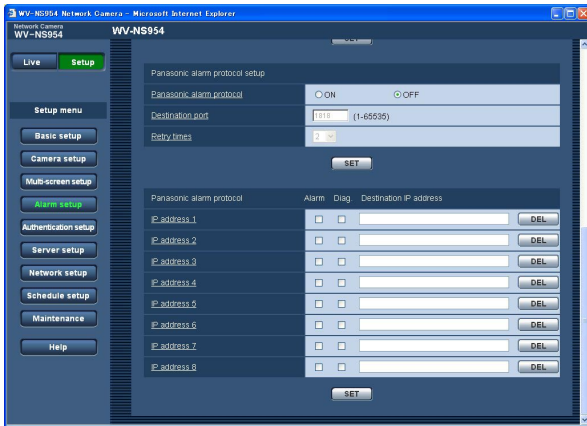 WV-NS954 Network Camera - Microsoft Internet Explorer
Network Camera
WV-NS954
WV-NS954
Live
Setup
Setup menu
Basic setup
Camera setup
Multi-screen setup
Alarm setup
Authentication setup
Server setup
Network setup
Schedule setup
Maintenance
Help
SET
Panasonic alarm protocol setup
Panasonic alarm protocol ON OFF
Destination port 1818 (1-65535)
Retry times 2
SET
Panasonic alarm protocol Alarm Diag. Destination IP address
IP address 1 DEL
IP address 2 DEL
IP address 3 DEL
IP address 4 DEL
IP address 5 DEL
IP address 6 DEL
IP address 7 DEL
IP address 8 DEL
SET